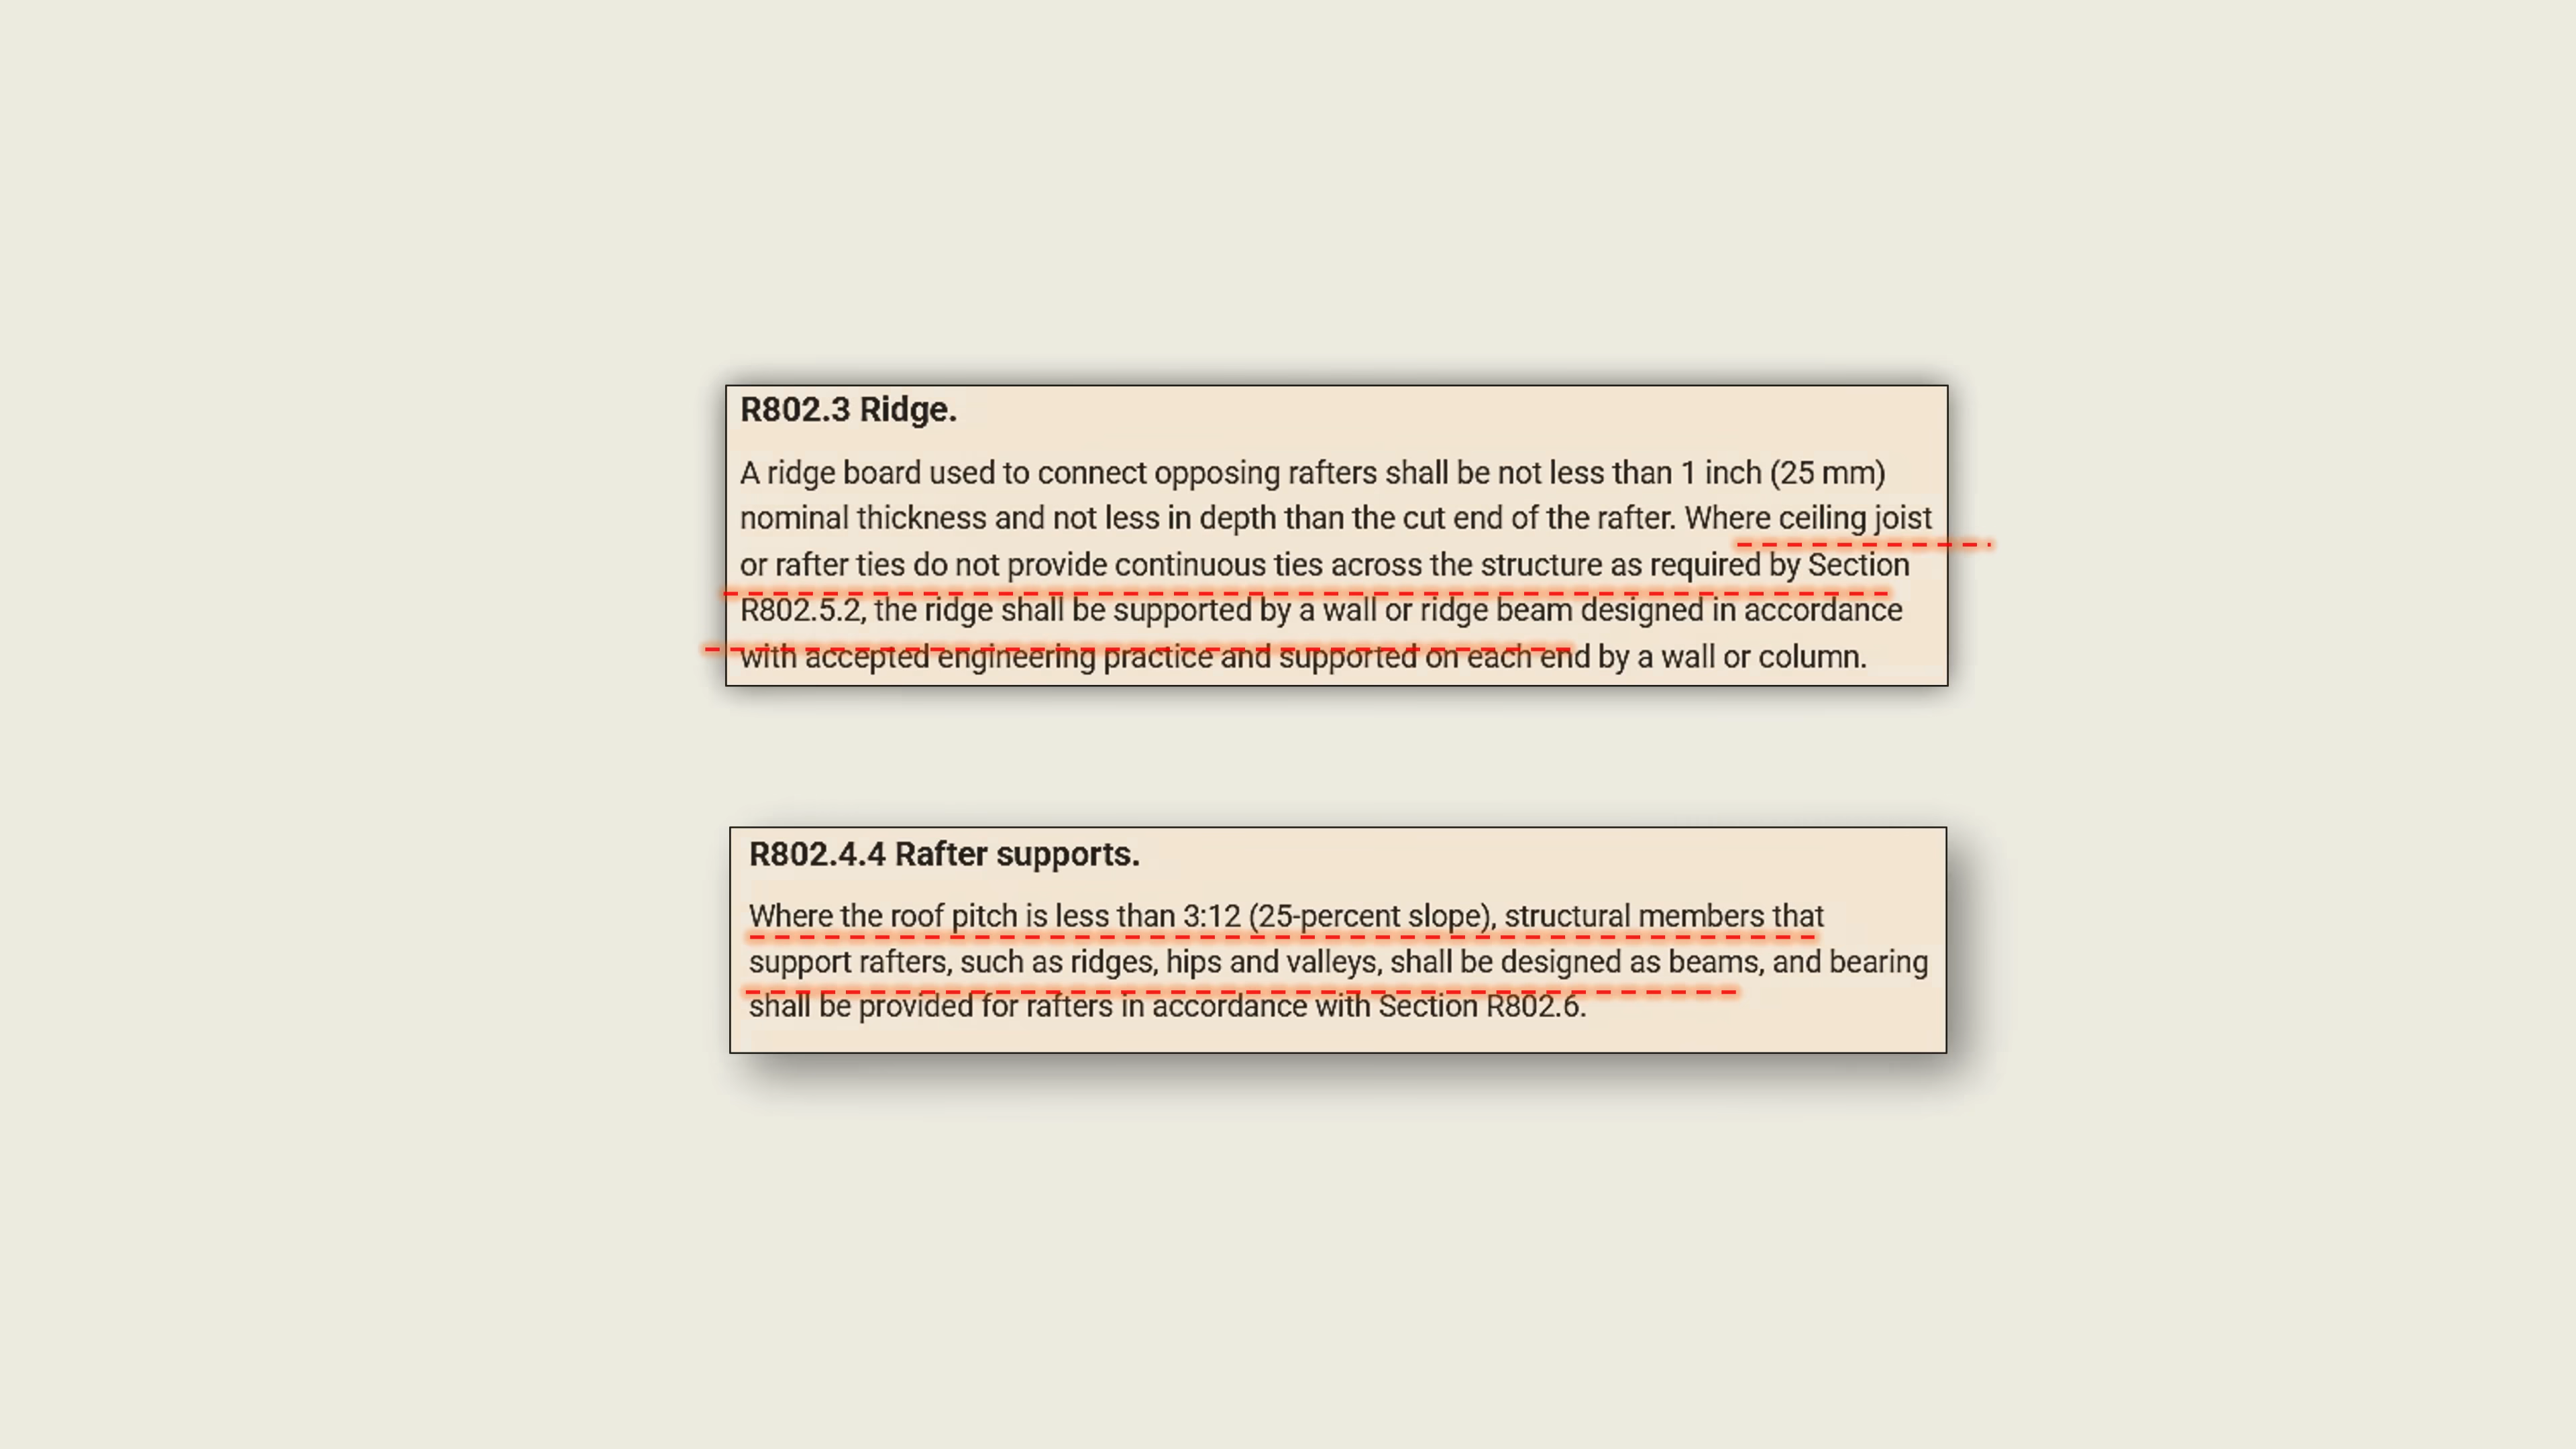 R802.3 Ridge.
A ridge board used to connect opposing rafters shall be not less than 1 inch (25 mm)
nominal thickness and not less in depth than the cut end of the rafter. Where ceiling joist
or rafter ties do not provide continuous ties across the structure as required by Section
R802.5.2, the ridge shall be supported by a wall or ridge beam designed in accordance
with accepted engineering practice and supported on each end by a wall or column.
R802.4.4 Rafter supports.
Where the roof pitch is less than 3:12 (25-percent slope), structural members that
support rafters, such as ridges, hips and valleys, shall be designed as beams, and bearing
shall be provided for rafters in accordance with Section R802.6.